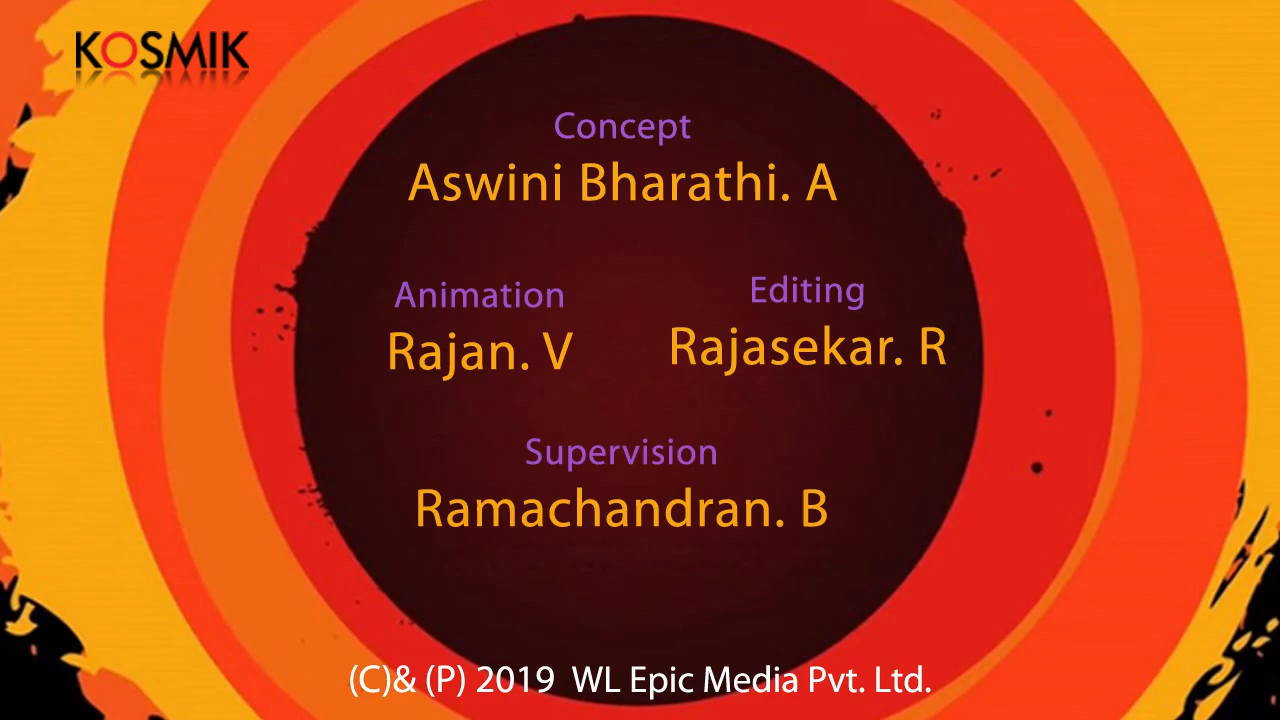 KOSMIK
Concept
Aswini Bharathi. A
Animation
Rajan. V
Editing
Rajasekar. R
Supervision
Ramachandran. B
(C)& (P) 2019 WL Epic Media Pvt. Ltd.